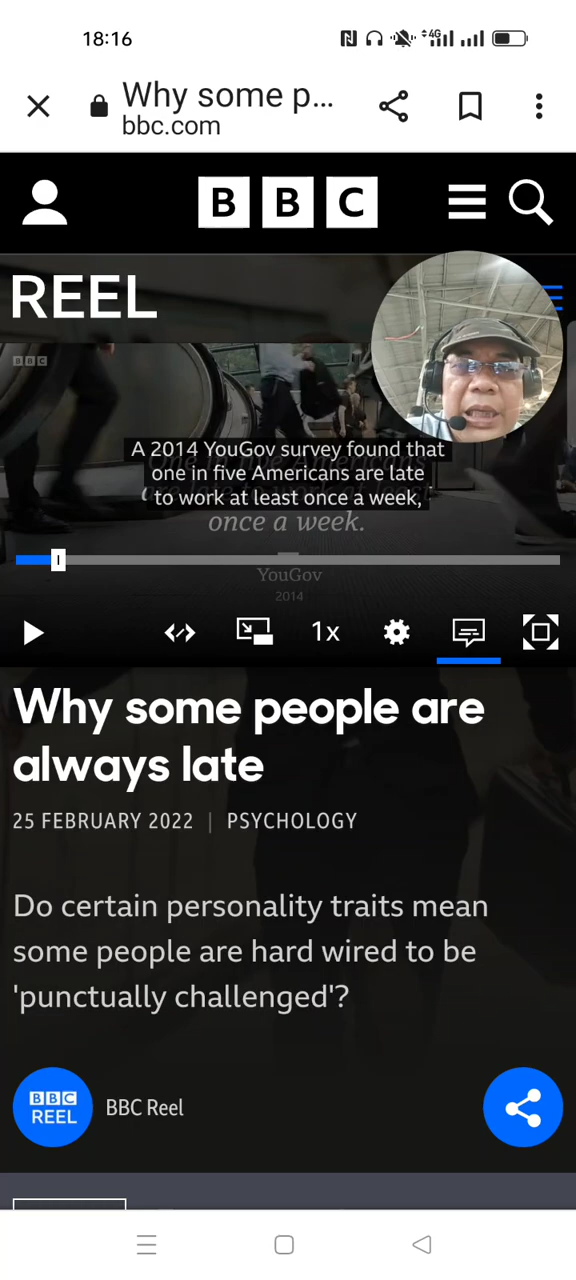 18:16
4G
Why some p...
bbc.com
BBC
REEL
BBC
A 2014 YouGov survey found that
one in five Americans are late
to work at least once a week,
once a week.
YouGov
2014
1x
Why some people are
always late
25 FEBRUARY 2022 | PSYCHOLOGY
Do certain personality traits mean
some people are hard wired to be
'punctually challenged'?
BBC
REEL
BBC Reel